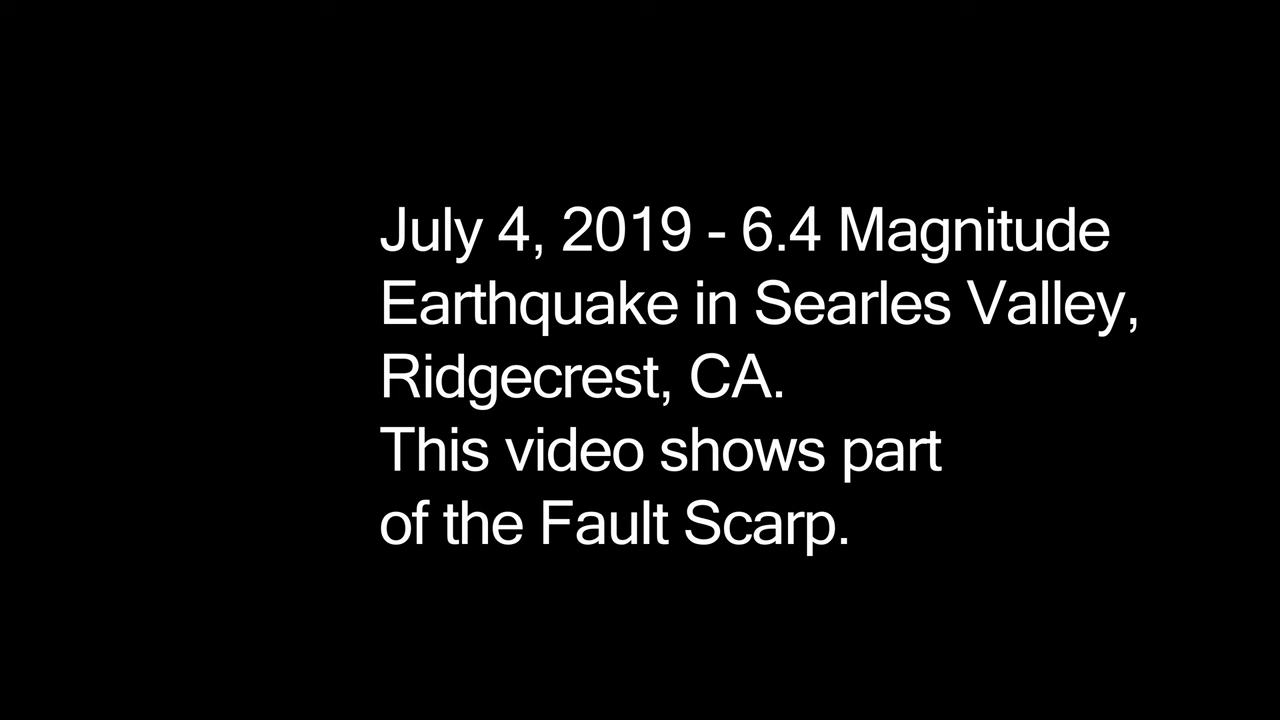 July 4, 2019 - 6.4 Magnitude
Earthquake in Searles Valley,
Ridgecrest, CA.
This video shows part
of the Fault Scarp.